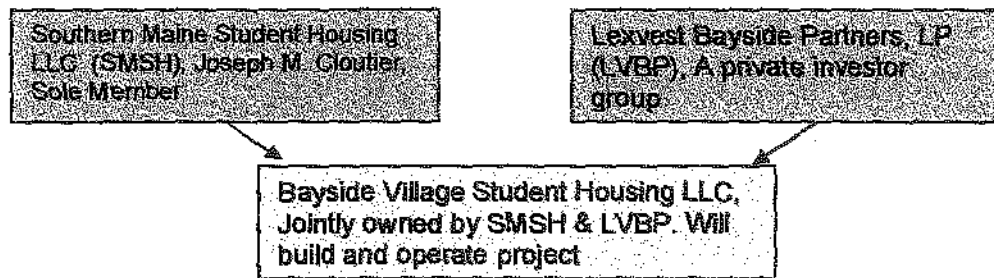 Southern Maine Student Housing
LLC (SMSH), Joseph M. Cloutier,
Sole Member
Lexvest Bayside Partners, LP
(LVBP), A private investor
group
Bayside Village Student Housing LLC,
Jointly owned by SMSH & LVBP. Will
build and operate project